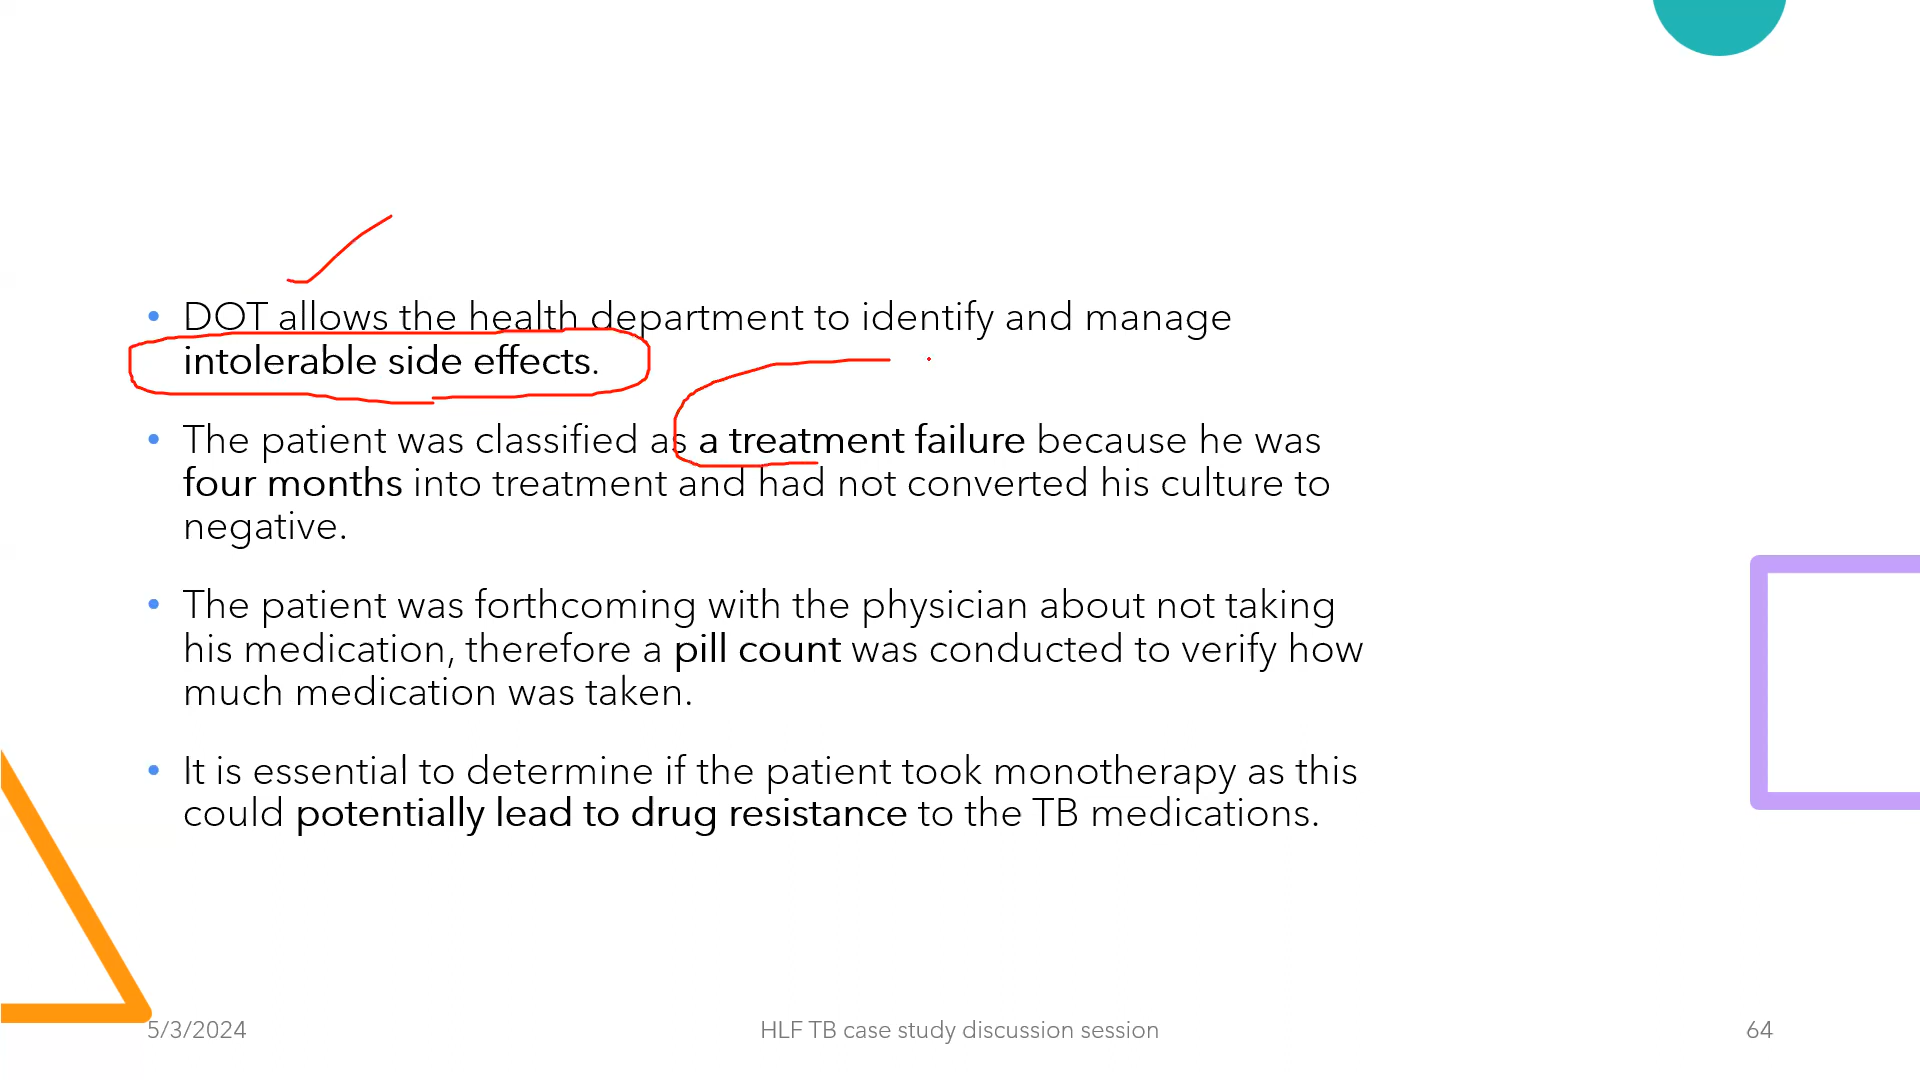 • DOT allows the health department to identify and manage
intolerable side effects.
• The patient was classified as a treatment failure because he was
four months into treatment and had not converted his culture to
negative.
• The patient was forthcoming with the physician about not taking
his medication, therefore a pill count was conducted to verify how
much medication was taken.
• It is essential to determine if the patient took monotherapy as this
could potentially lead to drug resistance to the TB medications.
5/3/2024
HLF TB case study discussion session
64